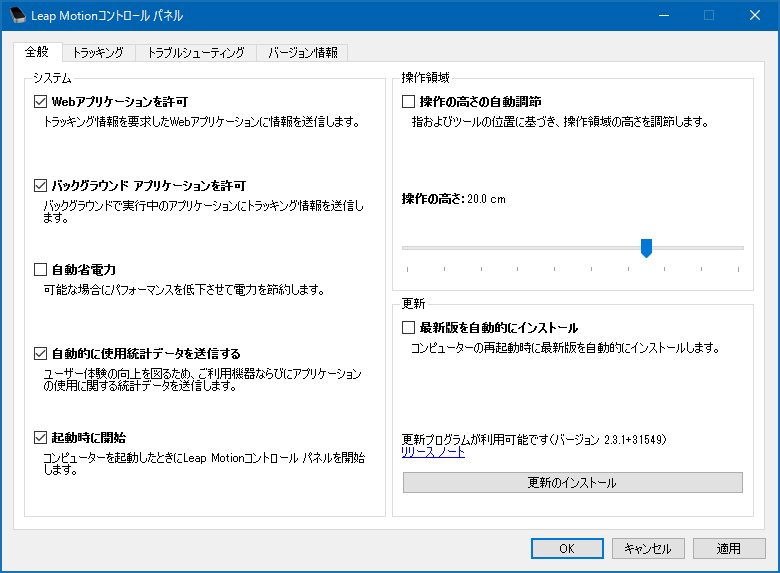 Leap Motionコントロール パネル
全般
トラッキング
トラブルシューティング
バージョン情報
システム
Webアプリケーションを許可
トラッキング情報を要求したWebアプリケーションに情報を送信します。
バックグラウンド アプリケーションを許可
バックグラウンドで実行中のアプリケーションにトラッキング情報を送信し
ます。
自動省電力
可能な場合にパフォーマンスを低下させて電力を節約します。
自動的に使用統計データを送信する
ユーザー体験の向上を図るため、ご利用機器ならびにアプリケーション
の使用に関する統計データを送信します。
起動時に開始
コンピューターを起動したときにLeap Motionコントロール パネルを開始
します。
操作領域
操作の高さの自動調節
指およびツールの位置に基づき、操作領域の高さを調節します。
操作の高さ: 20.0 cm
更新
最新版を自動的にインストール
コンピューターの再起動時に最新版を自動的にインストールします。
更新プログラムが利用可能です(バージョン 2.3.1+31549)
リリース ノート
更新のインストール
OK
キャンセル
適用